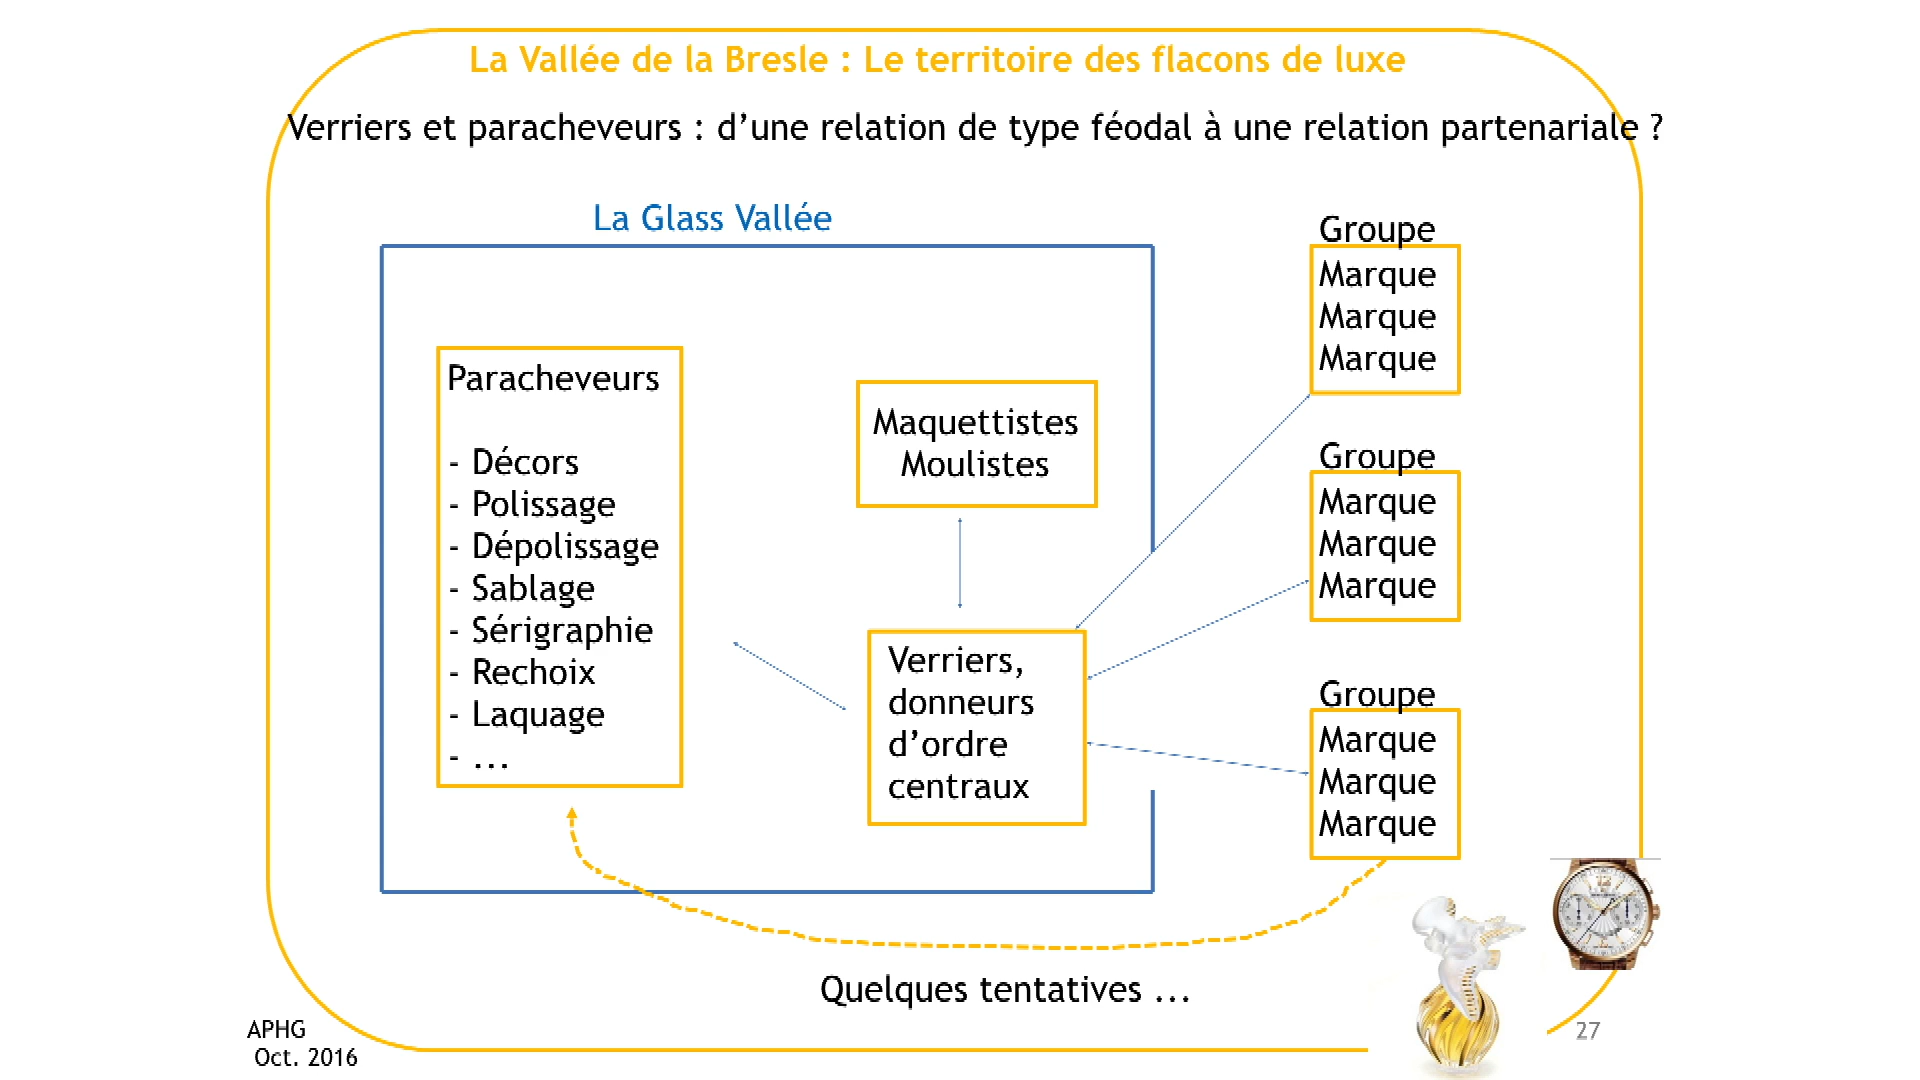 La Vallée de la Bresle : Le territoire des flacons de luxe
Verriers et paracheveurs : d’une relation de type féodal à une relation partenariale ?
La Glass Vallée
Paracheveurs
- Décors
- Polissage
- Dépolissage
- Sablage
- Sérigraphie
- Rechoix
- Laquage
- ...
Maquettistes
Moulistes
Verriers,
donneurs
d’ordre
centraux
Groupe
Marque
Marque
Marque
Groupe
Marque
Marque
Marque
Groupe
Marque
Marque
Marque
Quelques tentatives ...
APHG
Oct. 2016
27